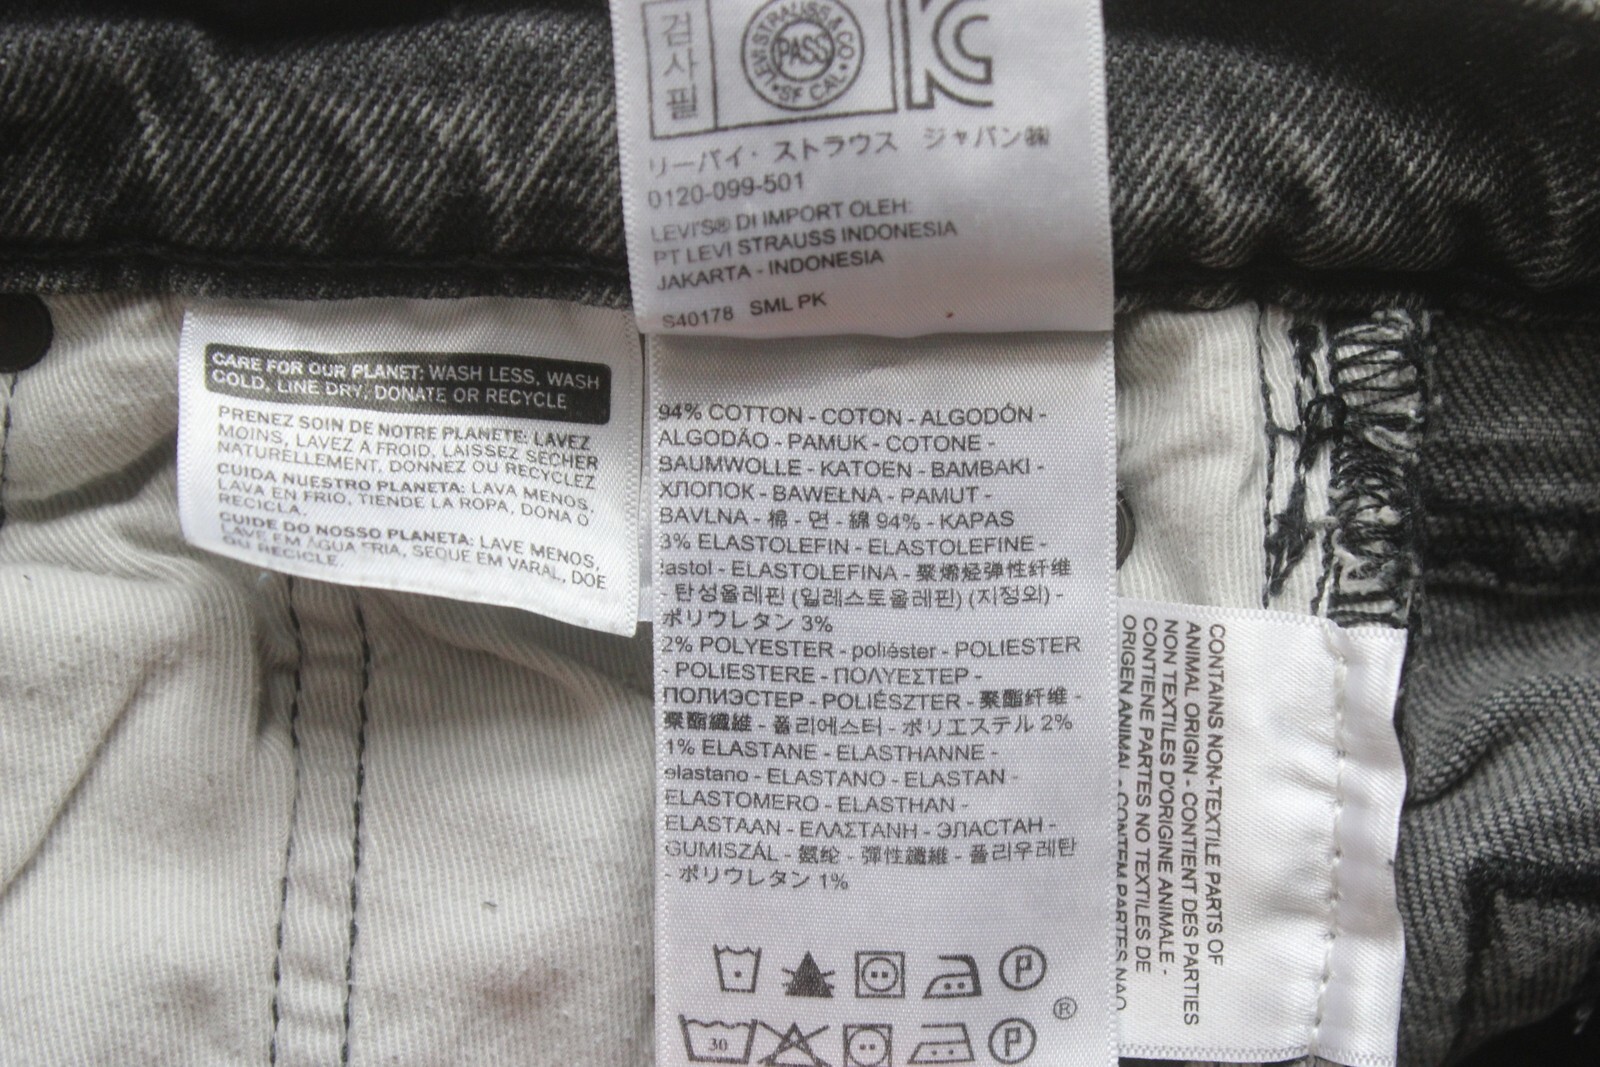 검
사
필
LEVI STRAUSS & CO
PASS
SF CAL
リーバイ・ストラウス ジャパン㈱
0120-099-501
LEVI'S® DI IMPORT OLEH:
PT LEVI STRAUSS INDONESIA
JAKARTA - INDONESIA
S40178 SML PK
CARE FOR OUR PLANET: WASH LESS, WASH
COLD, LINE DRY, DONATE OR RECYCLE
PRENEZ SOIN DE NOTRE PLANÈTE: LAVEZ
MOINS, LAVEZ A FROID, LAISSEZ SÉCHER
NATURELLEMENT, DONNEZ OU RECYCLEZ
CUIDA NUESTRO PLANETA: LAVA MENOS,
LAVA EN FRIO, TIENDE LA ROPA, DONA O
RECICLA.
GUIDE DO NOSSO PLANETA: LAVE MENOS,
LAVE EM ÁGUA FRIA, SEQUE EM VARAL, DOE
OU RECICLE.
94% COTTON - COTON - ALGODÓN -
ALGODÃO - PAMUK - COTONE -
BAUMWOLLE - KATOEN - BAMBAKI -
ХЛОПОК - BAWEŁNA - PAMUT -
BAVLNA - 棉 - 면 - 綿 94% - KAPAS
3% ELASTOLEFIN - ELASTOLEFINE -
lastol - ELASTOLEFINA - 聚烯烃弹性纤维
- 탄성올레핀 (일레스토올레핀) (지정외) -
ポリウレタン 3%
2% POLYESTER - poliéster - POLIESTER
- POLIESTERE - ΠΟΛΥΕΣΤΕΡ -
ПОЛИЭСТЕР - POLIÉSZTER - 聚酯纤维 -
聚酯纖維 - 폴리에스터 - ポリエステル 2%
1% ELASTANE - ELASTHANNE -
elastano - ELASTANO - ELASTAN -
ELASTOMERO - ELASTHAN -
ELASTAAN - ΕΛΑΣΤΑΝΗ - ЭЛАСТАН -
GUMISZÁL - 氨纶 - 彈性纖維 - 폴리우레탄
- ポリウレタン 1%
P
®
30
P
CONTAINS NON-TEXTILE PARTS OF
ANIMAL ORIGIN - CONTIENT DES PARTIES
NON TEXTILES D'ORIGINE ANIMALE -
CONTIENE PARTES NO TEXTILES DE
ORIGEN ANIMAL - CONTEM PARTES NAO